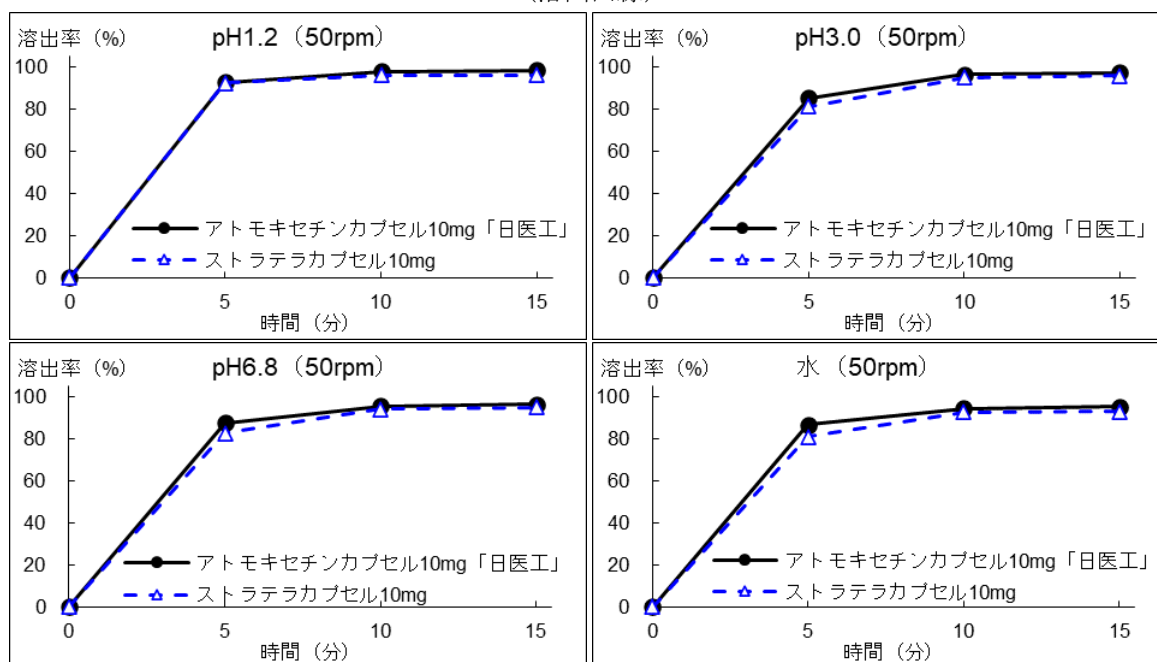 溶出率（%） pH1.2（50rpm）
100
80
60
40
20
0
アトモキセチンカプセル10mg「日医工」
ストラテラカプセル10mg
0 5 10 15
時間（分）
溶出率（%） pH3.0（50rpm）
100
80
60
40
20
0
アトモキセチンカプセル10mg「日医工」
ストラテラカプセル10mg
0 5 10 15
時間（分）
溶出率（%） pH6.8（50rpm）
100
80
60
40
20
0
アトモキセチンカプセル10mg「日医工」
ストラテラカプセル10mg
0 5 10 15
時間（分）
溶出率（%） 水（50rpm）
100
80
60
40
20
0
アトモキセチンカプセル10mg「日医工」
ストラテラカプセル10mg
0 5 10 15
時間（分）